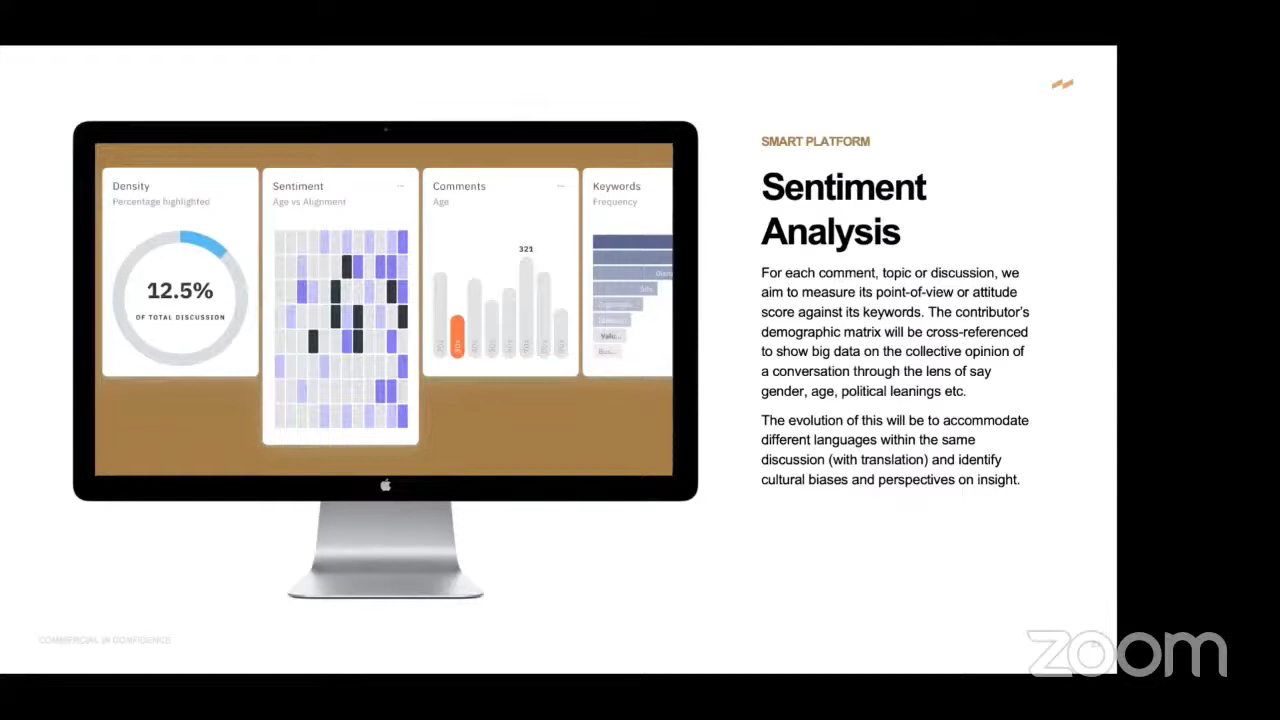 SMART PLATFORM
Sentiment
Analysis
For each comment, topic or discussion, we
aim to measure its point-of-view or attitude
score against its keywords. The contributor's
demographic matrix will be cross-referenced
to show big data on the collective opinion of
a conversation through the lens of say
gender, age, political leanings etc.
The evolution of this will be to accommodate
different languages within the same
discussion (with translation) and identify
cultural biases and perspectives on insight.
Density
Percentage highlighted
12.5%
OF TOTAL DISCUSSION
Sentiment
Age vs Alignment
Comments
Age
321
Keywords
Frequency
COMMERCIAL IN CONFIDENCE
zoom